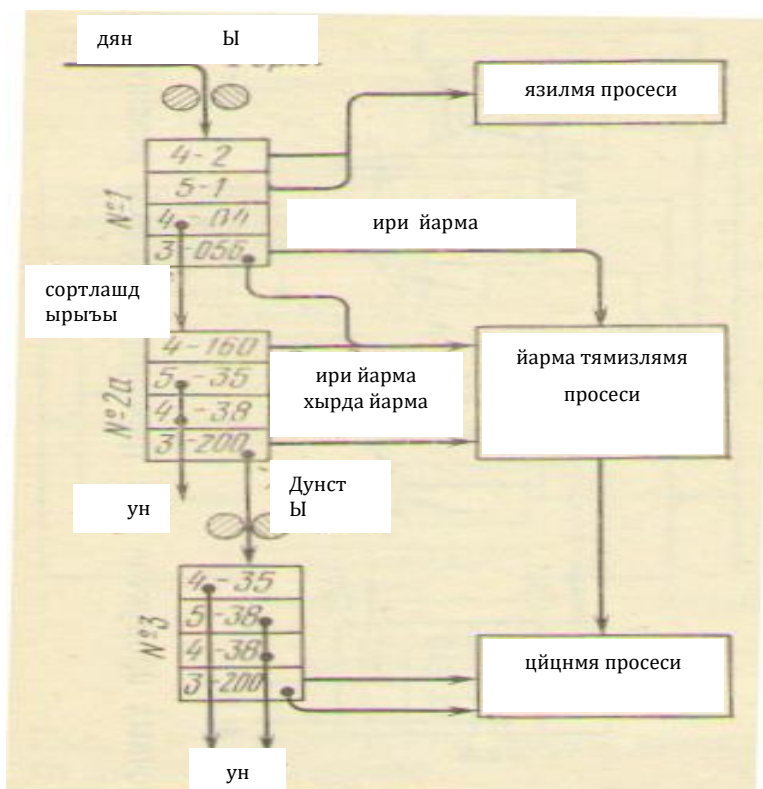 дян Ы
язилмя просеси
4-2
5-1
№1
3-056
ири йарма
сортлашд
ырыъы
4-160
5-35
№2а
4-38
3-200
йарма тямизлямя
просеси
ири йарма
хырда йарма
Дунст
Ы
ун
4-35
5-38
№3
4-38
3-200
цйцнмя просеси
ун